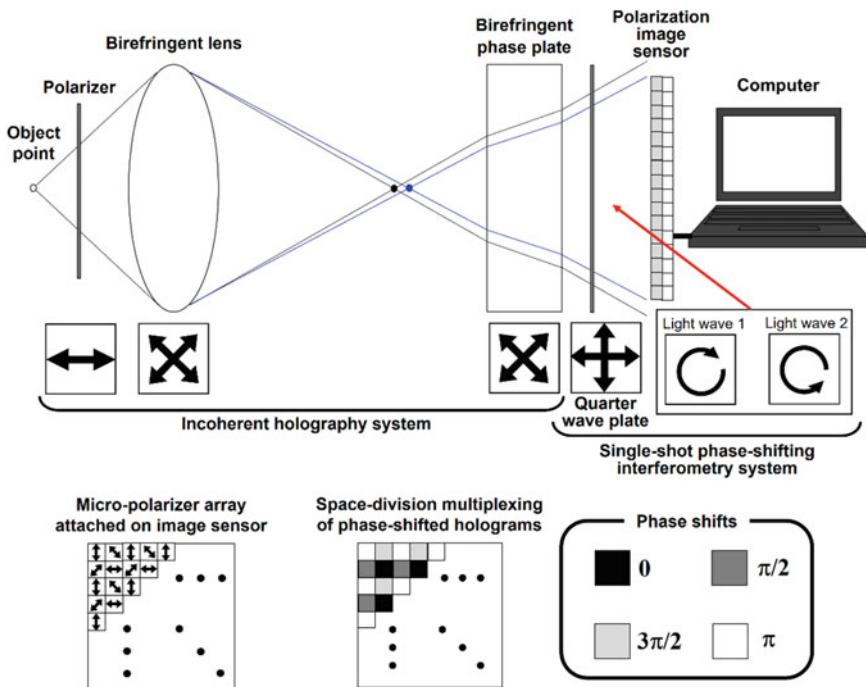 Birefringent lens
Polarizer
Object
point
Birefringent
phase plate
Polarization
image
sensor
Computer
Light wave 1
Light wave 2
Quarter
wave plate
Incoherent holography system
Single-shot phase-shifting
interferometry system
Micro-polarizer array
attached on image sensor
Space-division multiplexing
of phase-shifted holograms
Phase shifts
0
π/2
3π/2
π